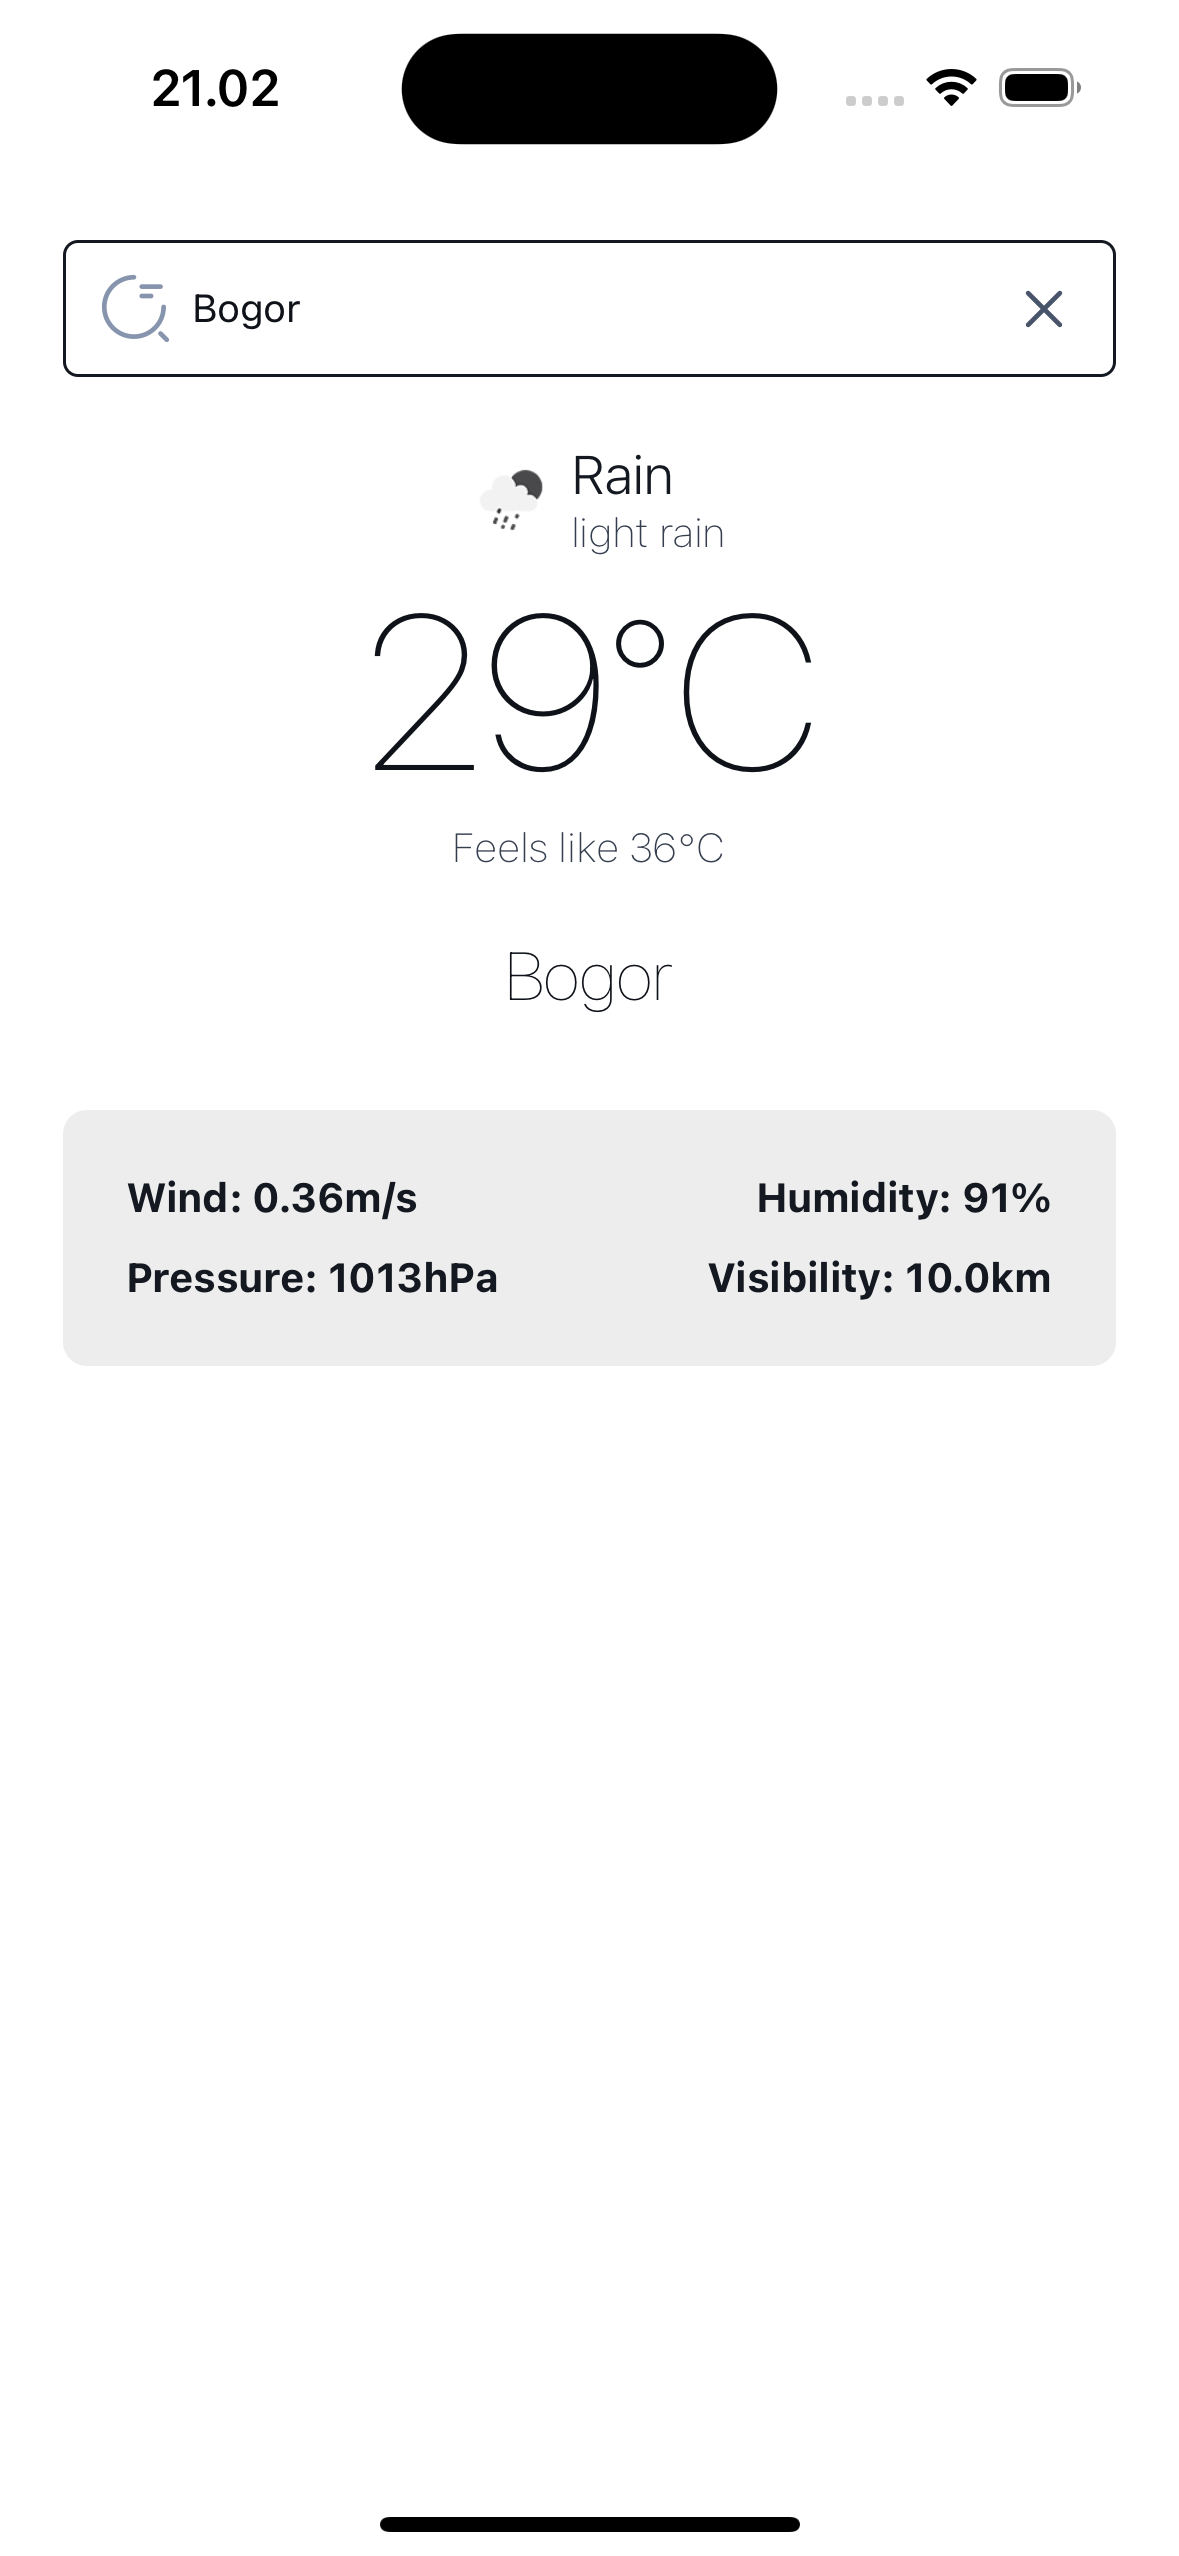 21.02
Bogor
Rain
light rain
29°C
Feels like 36°C
Bogor
Wind: 0.36m/s
Humidity: 91%
Pressure: 1013hPa
Visibility: 10.0km